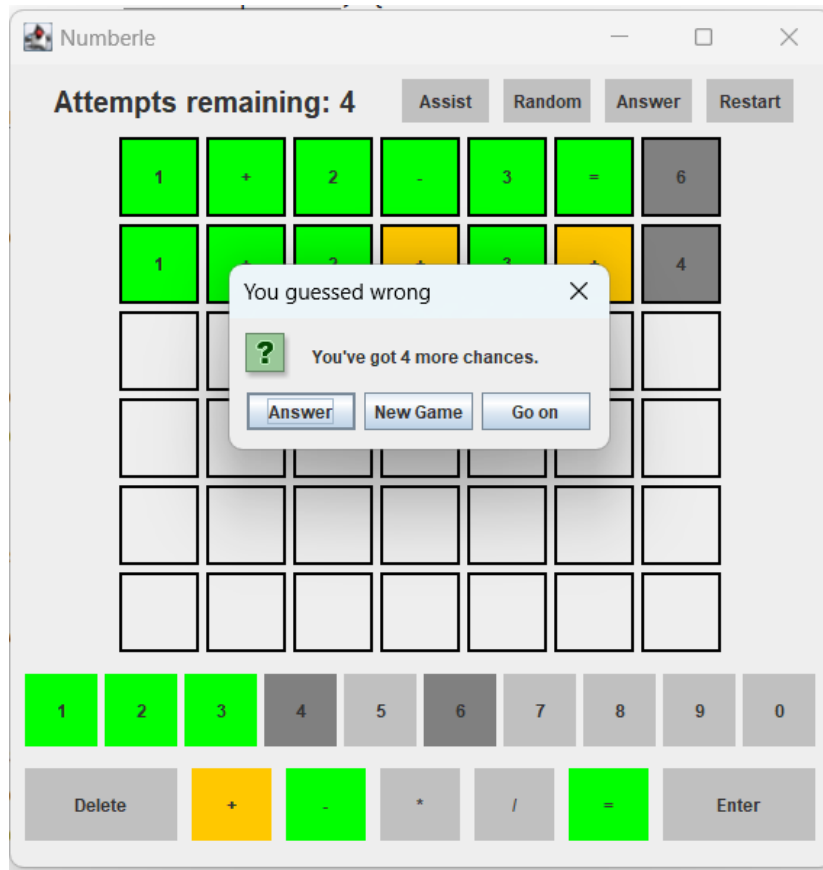 Numberle
Attempts remaining: 4 Assist Random Answer Restart
1 + 2 - 3 = 6
1 + 2 + 3 + 4
You guessed wrong
? You've got 4 more chances.
Answer New Game Go on
1 2 3 4 5 6 7 8 9 0
Delete + - * / = Enter